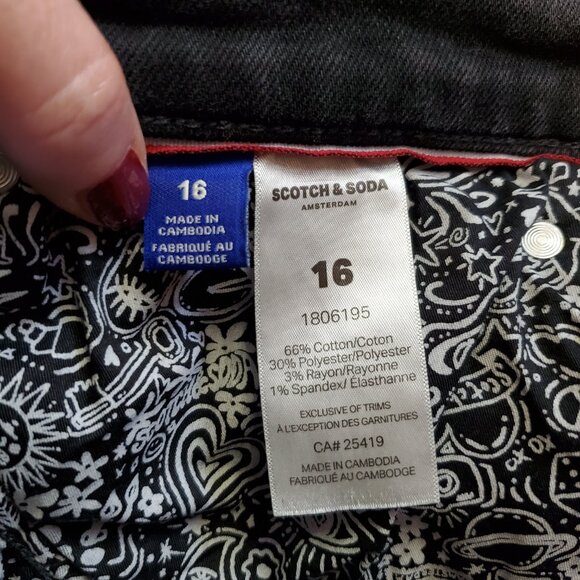 16
MADE IN
CAMBODIA
FABRIQUÉ AU
CAMBODGE
SCOTCH & SODA
AMSTERDAM
16
1806195
66% Cotton/Coton
30% Polyester/Polyester
3% Rayon/Rayonne
1% Spandex/ Élasthanne
EXCLUSIVE OF TRIMS
À L'EXCEPTION DES GARNITURES
CA# 25419
MADE IN CAMBODIA
FABRIQUÉ AU CAMBODGE